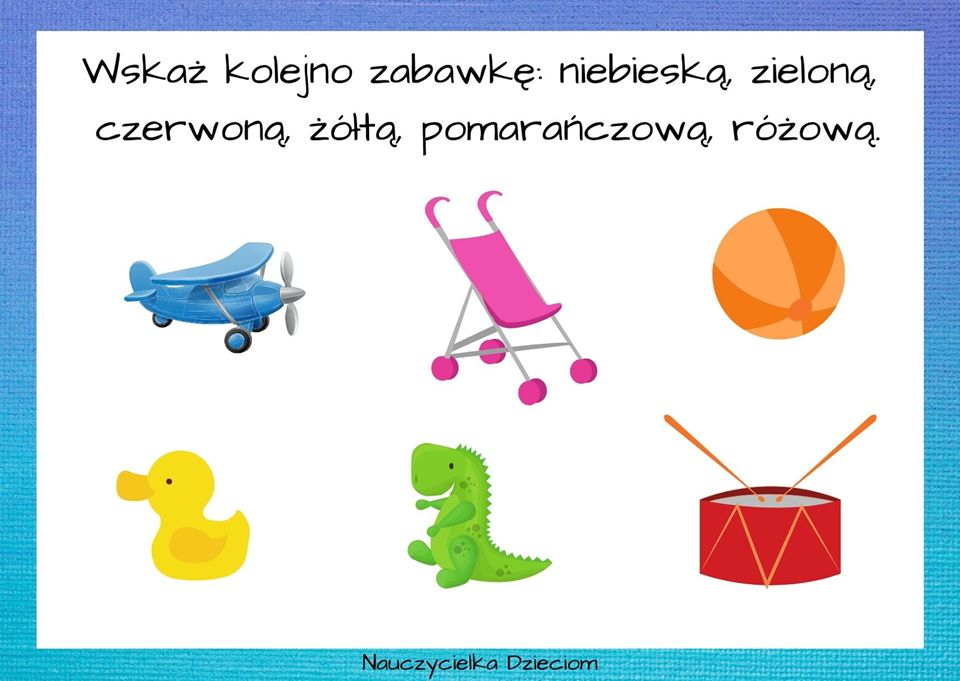 Wskaż kolejno zabawkę: niebieską, zieloną,
czerwoną, żółtą, pomarańczową, różową.
Nauczycielka Dzieciom